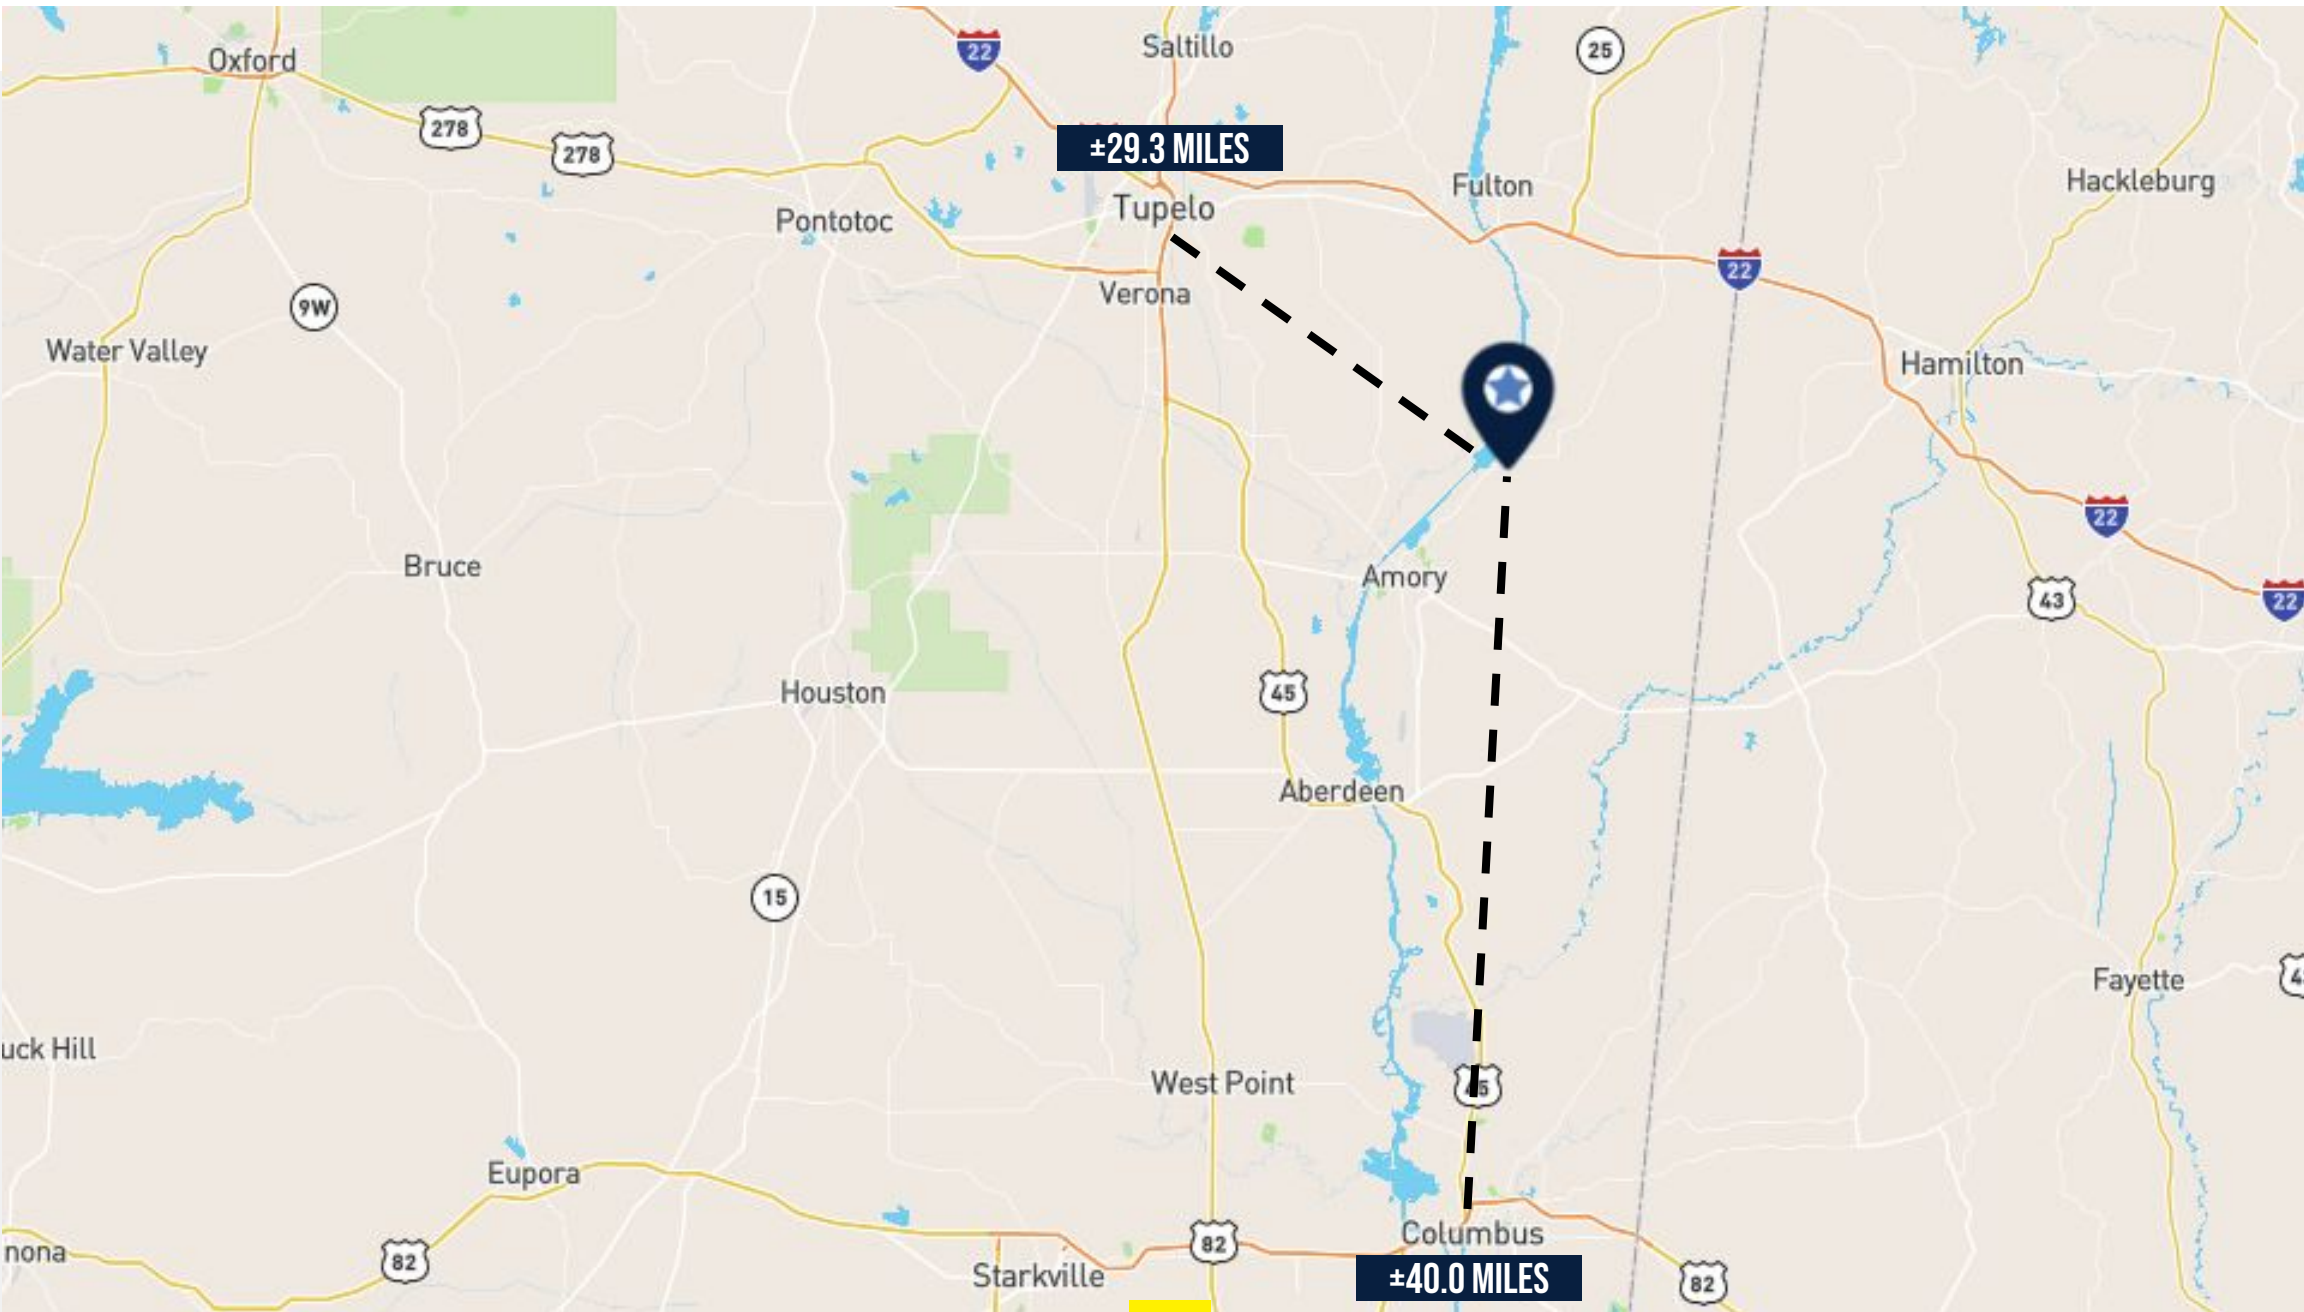 22
Saltillo
25
Oxford
278
278
±29.3 MILES
Fulton
Hackleburg
Tupelo
Pontotoc
22
Verona
9W
Water Valley
Hamilton
22
Bruce
Amory
43
22
Houston
45
Aberdeen
15
Fayette
uck Hill
West Point
45
Eupora
Columbus
82
nona
82
Starkville
±40.0 MILES
82